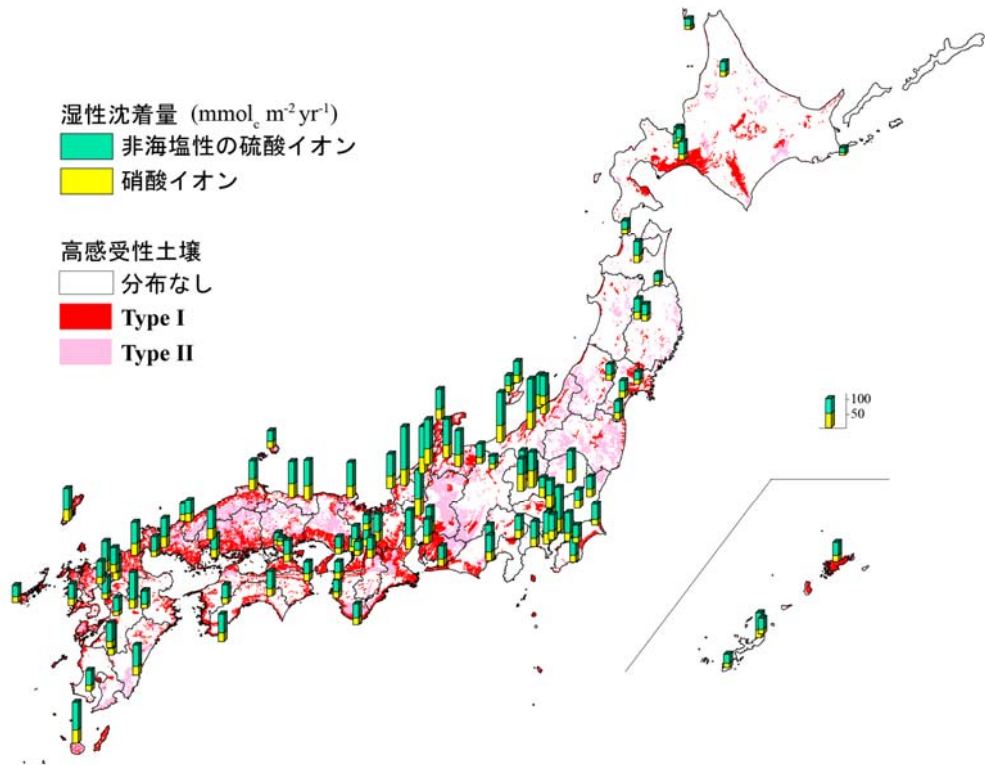 湿性沈着量 (mmolc m-2 yr-1)
非海塩性の硫酸イオン
硝酸イオン
高感受性土壌
分布なし
Type I
Type II
100
50